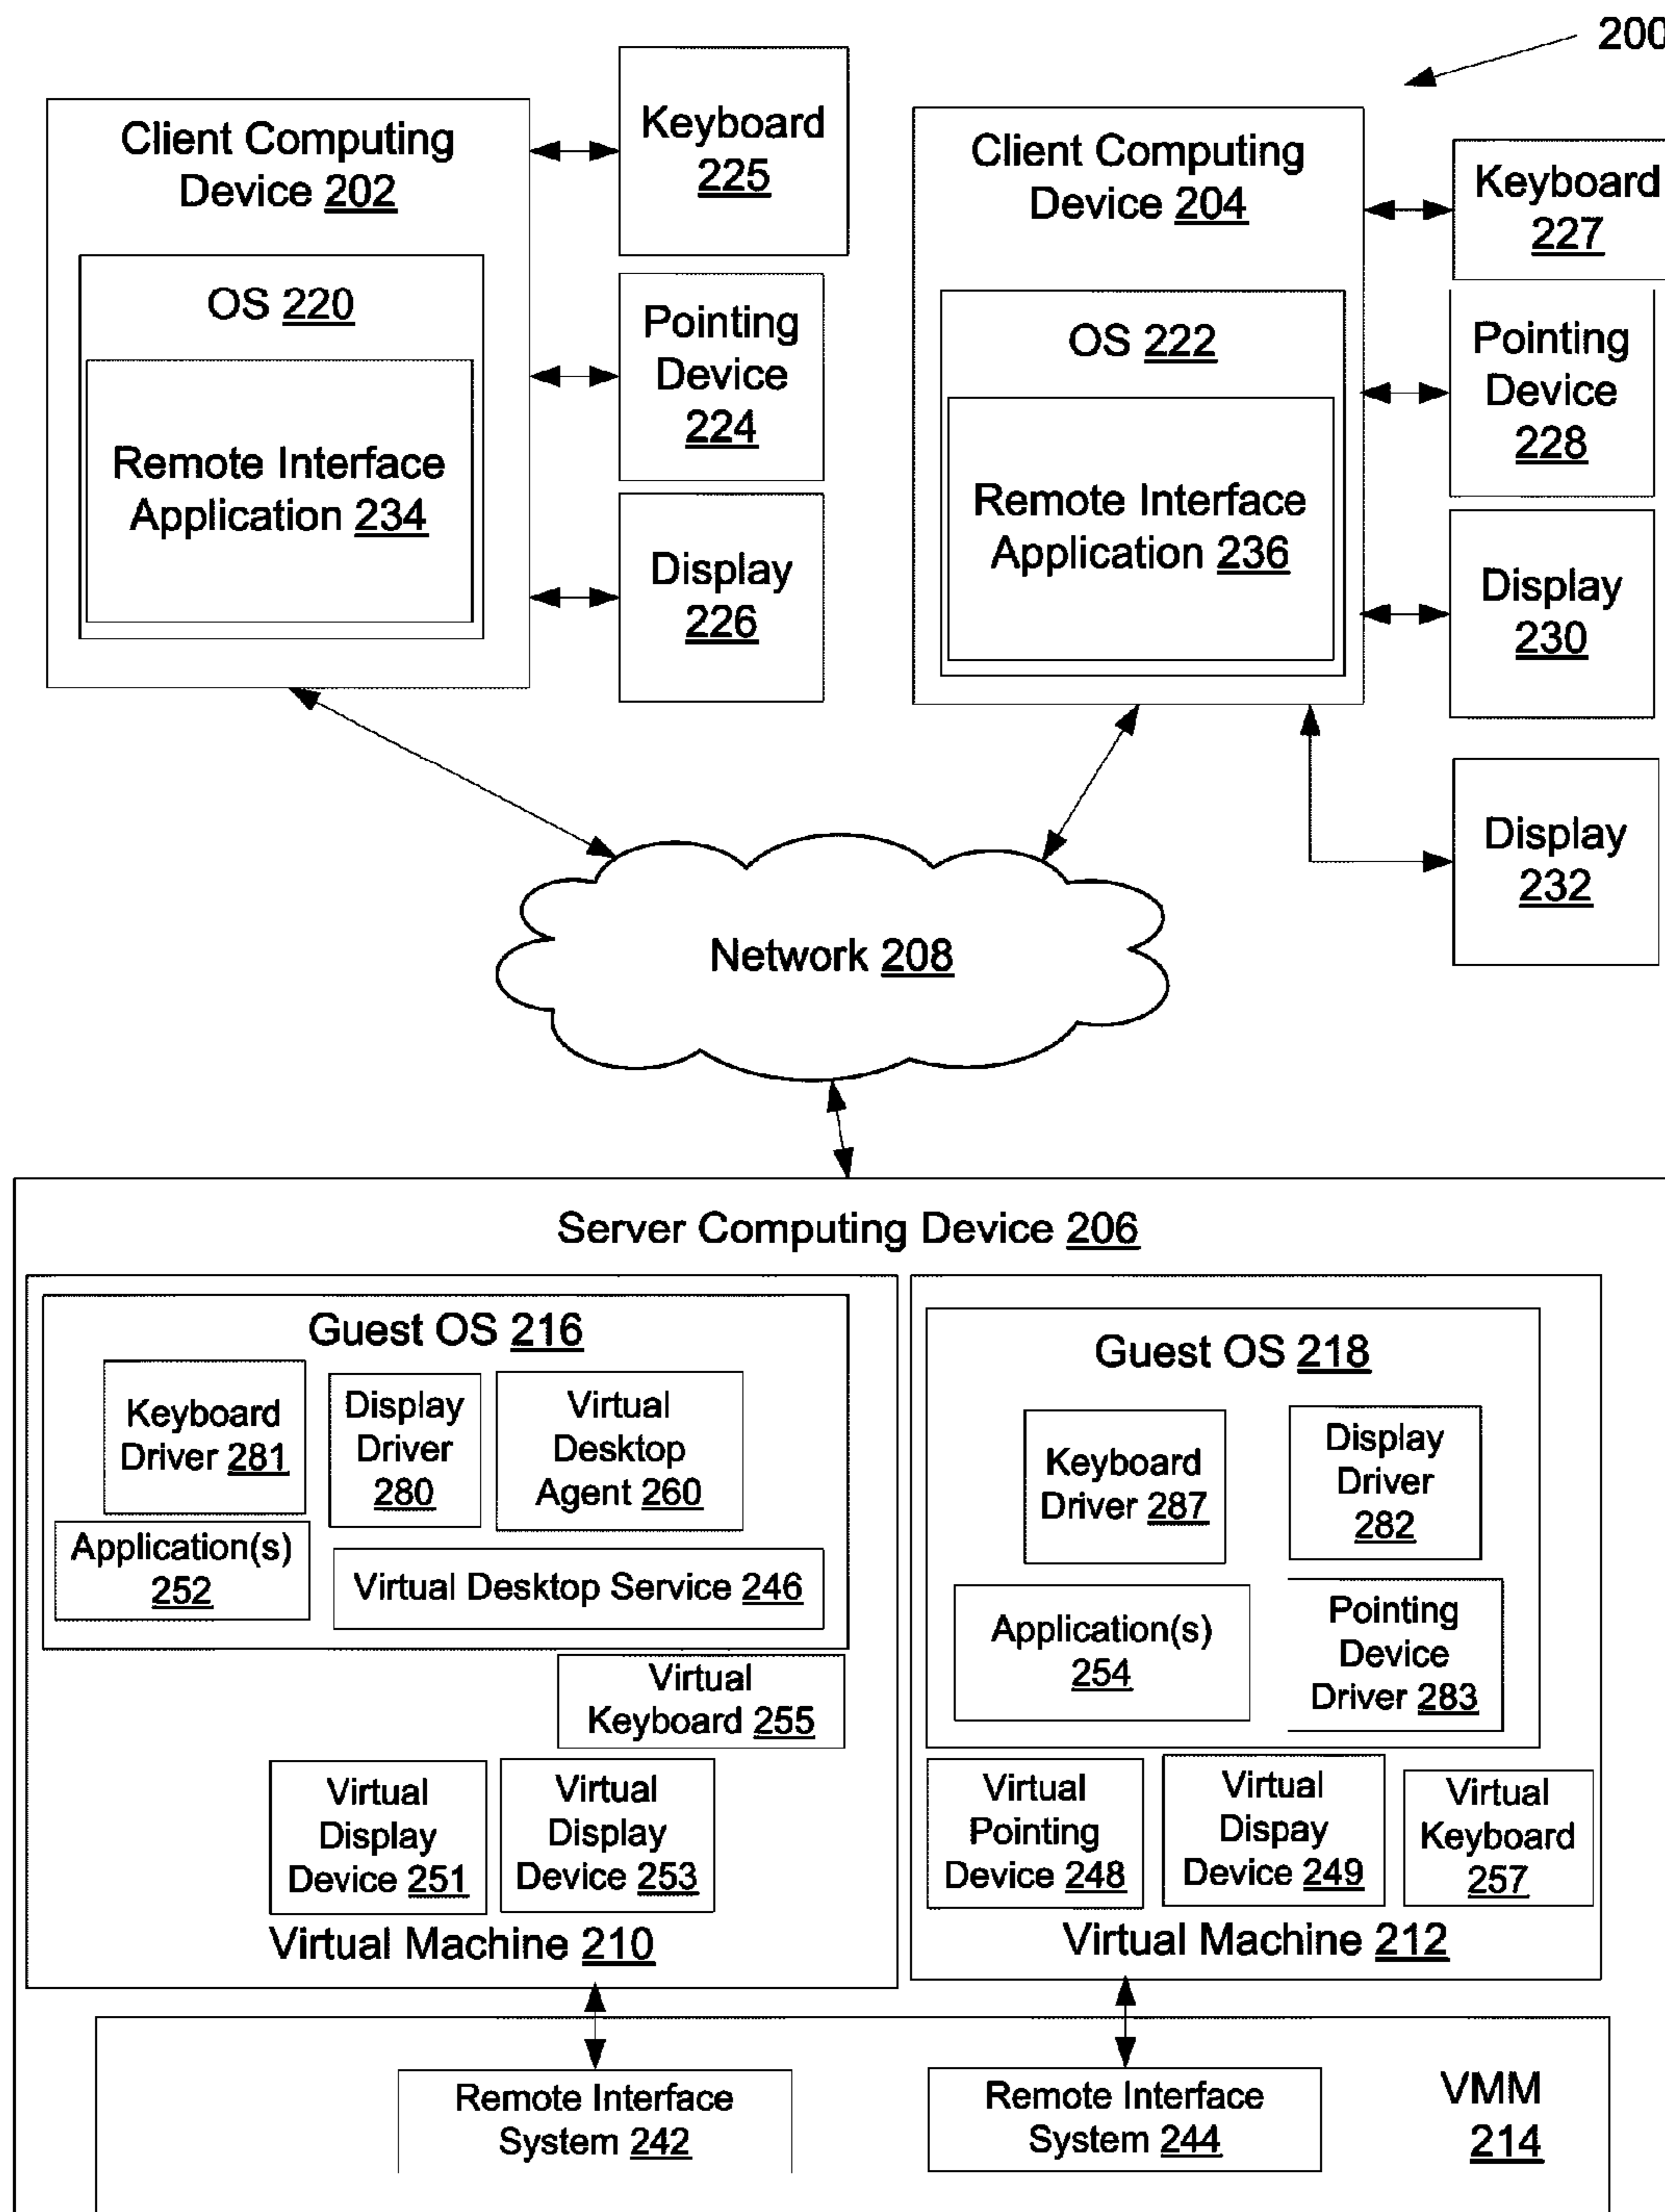 200
Client Computing
Device 202
OS 220
Remote Interface
Application 234
Keyboard
225
Pointing
Device
224
Display
226
Client Computing
Device 204
OS 222
Remote Interface
Application 236
Keyboard
227
Pointing
Device
228
Display
230
Display
232
Network 208
Server Computing Device 206
Guest OS 216
Keyboard
Driver 281
Display
Driver
280
Virtual
Desktop
Agent 260
Application(s)
252
Virtual Desktop Service 246
Virtual
Keyboard 255
Virtual
Display
Device 251
Virtual
Display
Device 253
Virtual Machine 210
Guest OS 218
Keyboard
Driver 287
Display
Driver
282
Application(s)
254
Pointing
Device
Driver 283
Virtual
Pointing
Device 248
Virtual
Dispay
Device 249
Virtual
Keyboard
257
Virtual Machine 212
Remote Interface
System 242
Remote Interface
System 244
VMM
214